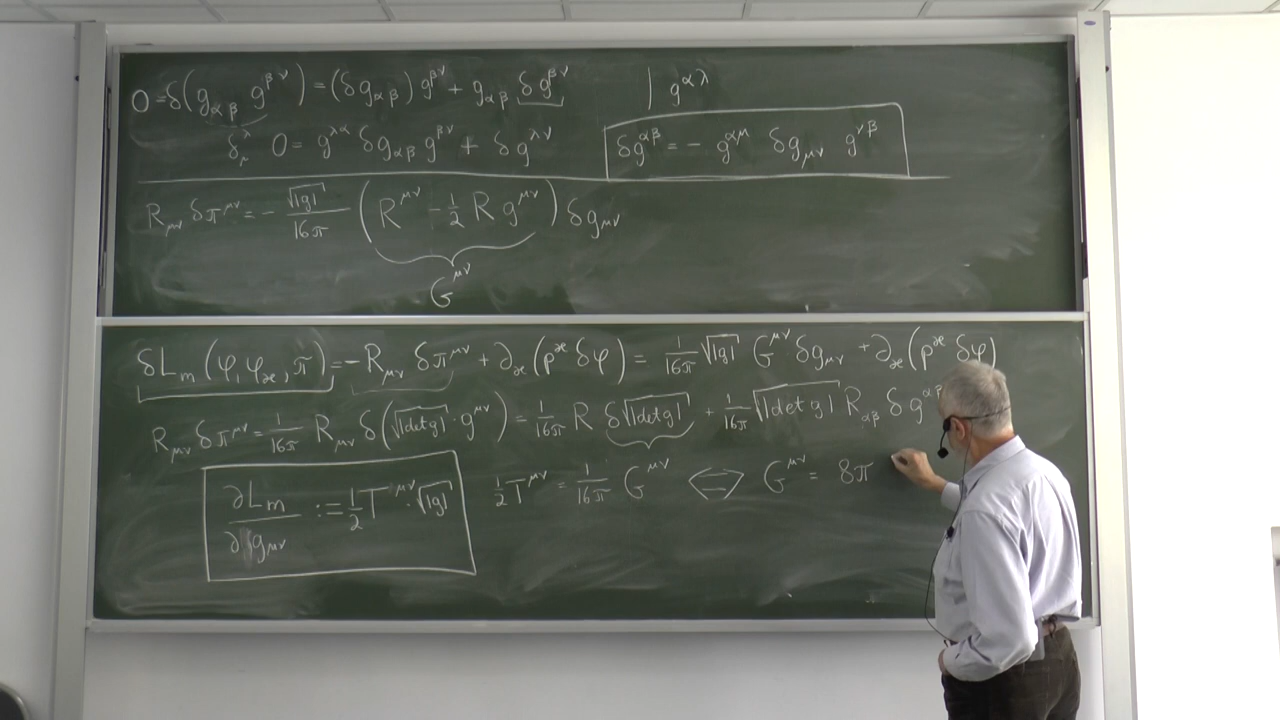 0 = δ(g_{αβ} g^{βν}) = (δg_{αβ}) g^{βν} + g_{αβ} δg^{βν} | g^{αλ}
δ^λ_μ 0 = g^{λα} δg_{αβ} g^{βν} + δg^{λν} δg^{αβ} = - g^{αμ} δg_{μν} g^{νβ}
R_{μν} δπ^{μν} = - √|g| / 16π (R^{μν} - 1/2 R g^{μν}) δg_{μν}
G^{μν}
δL_m(φ, φ_ϰ, π) = -R_{μν} δπ^{μν} + ∂_ϰ(p^ϰ δφ) = 1/16π √|g| G^{μν} δg_{μν} + ∂_ϰ(p^ϰ δφ)
R_{μν} δπ^{μν} = 1/16π R_{μν} δ(√|det g| · g^{μν}) = 1/16π R δ√|det g| + 1/16π √|det g| R_{αβ} δg^{αβ}
∂L_m / ∂g_{μν} := 1/2 T^{μν} · √|g| 1/2 T^{μν} = 1/16π G^{μν} ⇔ G^{μν} = 8π